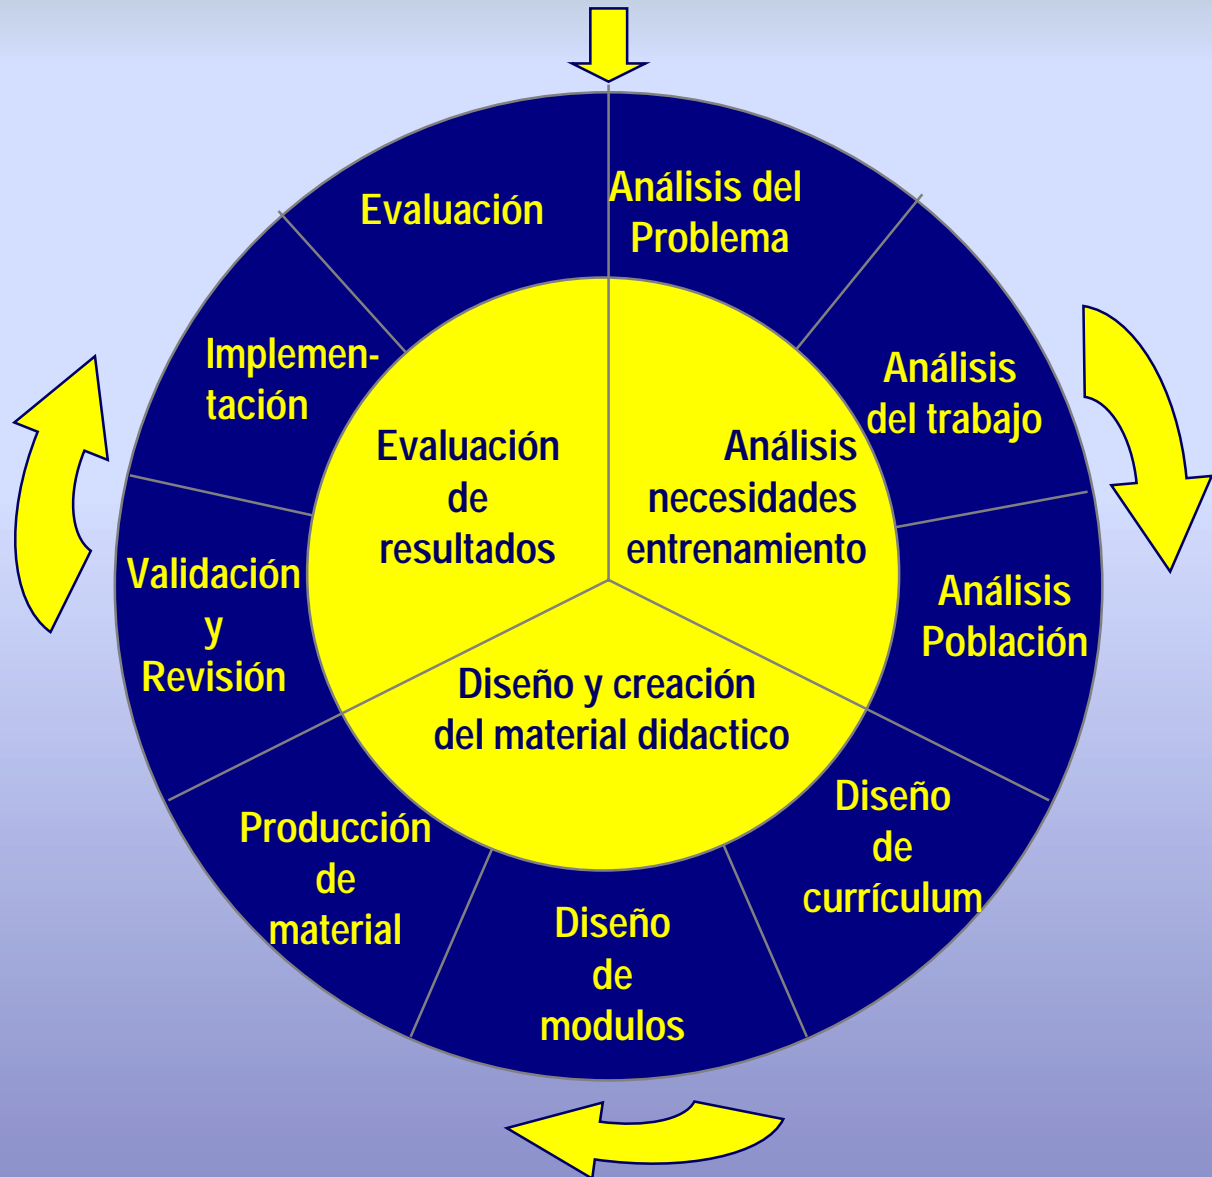 Análisis del
Problema
Análisis
del trabajo
Análisis
Población
Diseño
de
currículum
Diseño
de
modulos
Producción
de
material
Validación
y
Revisión
Implemen-
tación
Evaluación
Análisis
necesidades
entrenamiento
Diseño y creación
del material didactico
Evaluación
de
resultados